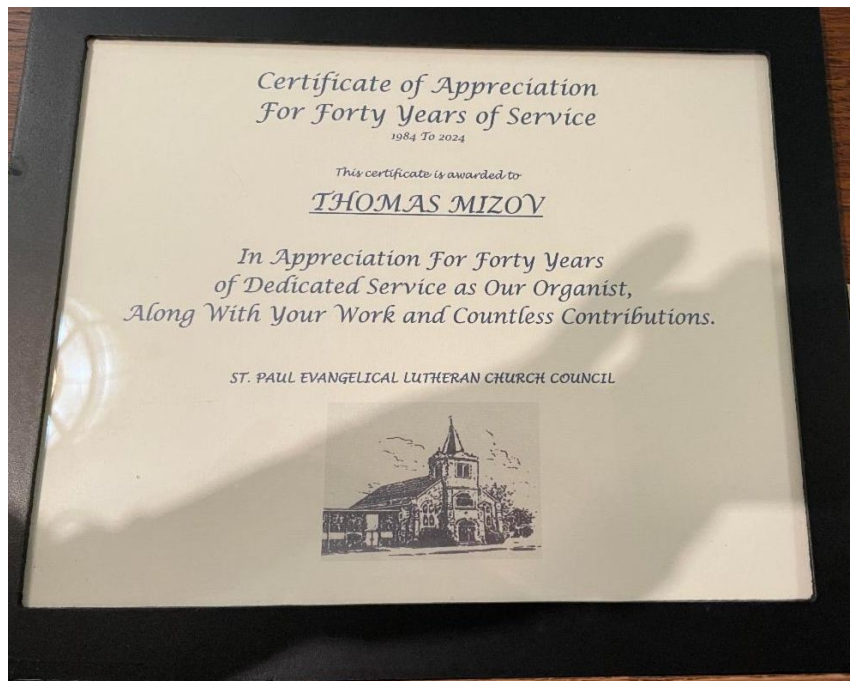 Certificate of Appreciation
For Forty Years of Service
1984 To 2024
This certificate is awarded to
THOMAS MIZOV
In Appreciation For Forty Years
of Dedicated Service as Our Organist,
Along With Your Work and Countless Contributions.
ST. PAUL EVANGELICAL LUTHERAN CHURCH COUNCIL